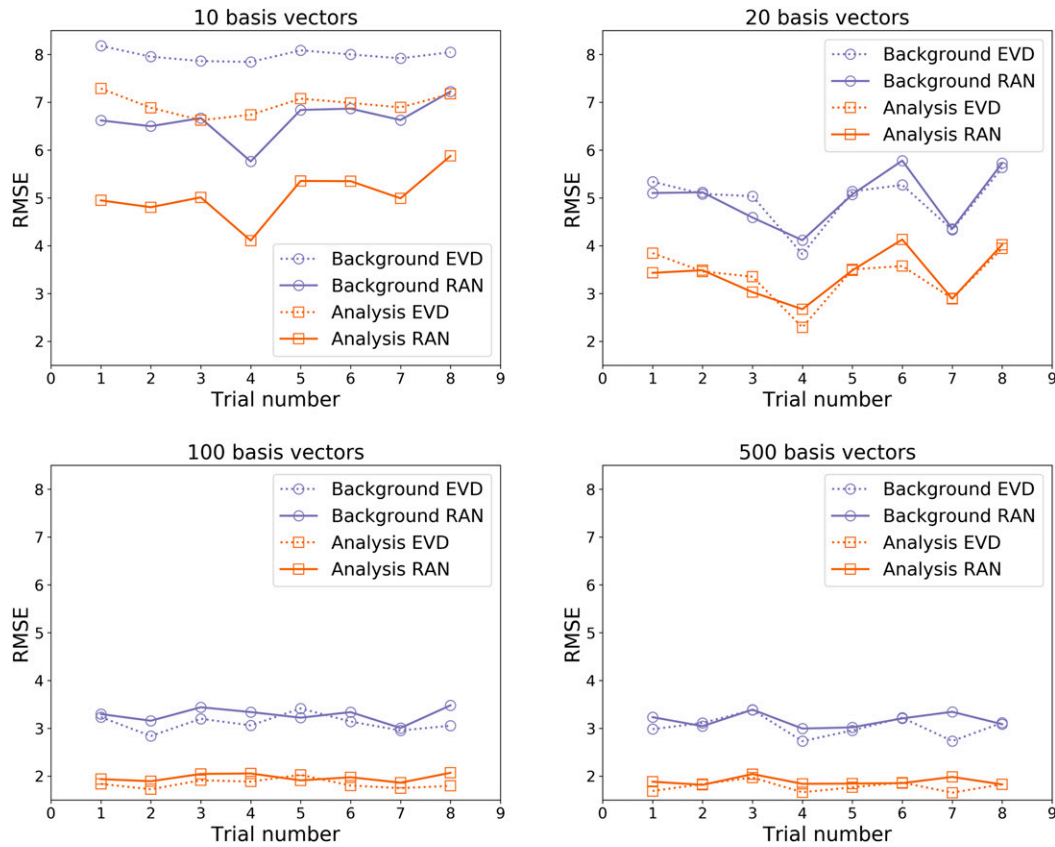 10 basis vectors
RMSE
8
7
6
5
4
3
2
Background EVD
Background RAN
Analysis EVD
Analysis RAN
0 1 2 3 4 5 6 7 8 9
Trial number
20 basis vectors
RMSE
8
7
6
5
4
3
2
Background EVD
Background RAN
Analysis EVD
Analysis RAN
0 1 2 3 4 5 6 7 8 9
Trial number
100 basis vectors
RMSE
8
7
6
5
4
3
2
Background EVD
Background RAN
Analysis EVD
Analysis RAN
0 1 2 3 4 5 6 7 8 9
Trial number
500 basis vectors
RMSE
8
7
6
5
4
3
2
Background EVD
Background RAN
Analysis EVD
Analysis RAN
0 1 2 3 4 5 6 7 8 9
Trial number